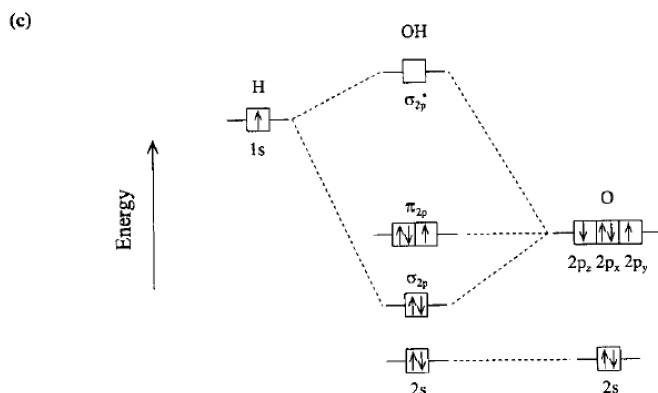 (c)
OH
H
σ2p*
1s
Energy
π2p
O
2pz 2px 2py
σ2p
2s
2s